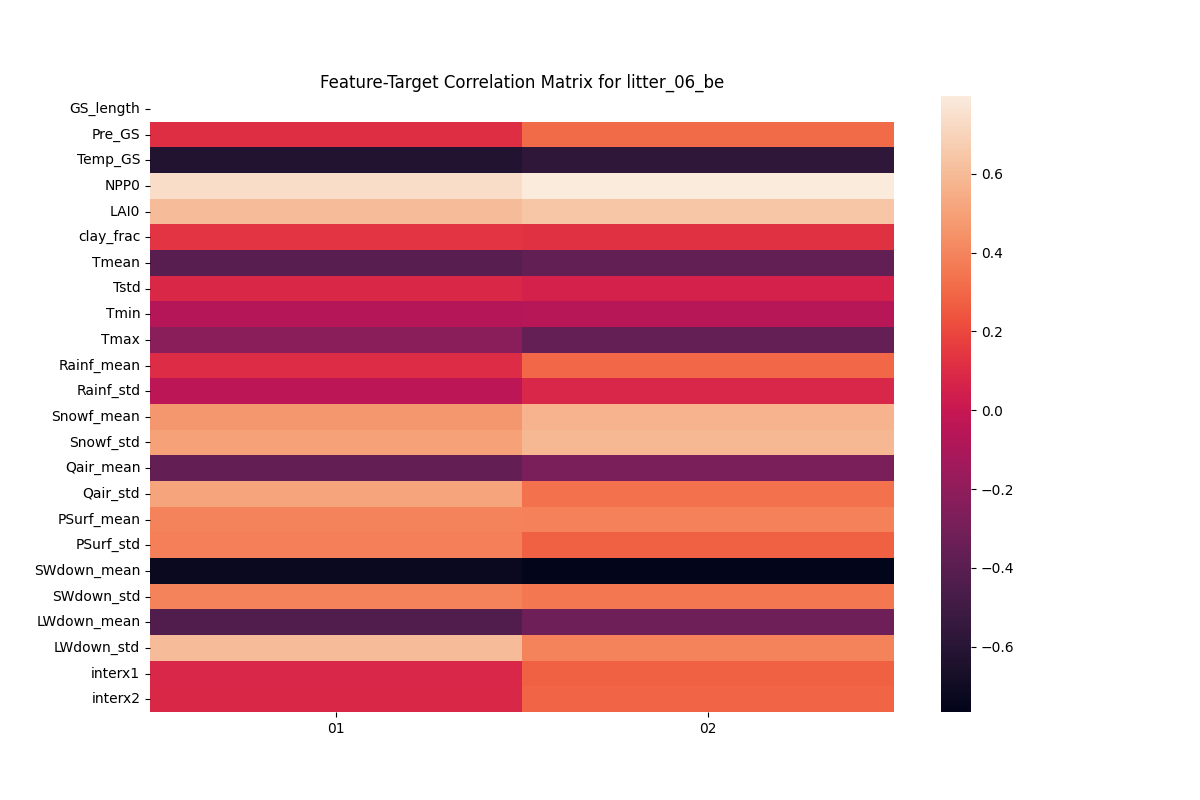 Feature-Target Correlation Matrix for litter_06_be
GS_length
Pre_GS
Temp_GS
NPP0
LAI0
clay_frac
Tmean
Tstd
Tmin
Tmax
Rainf_mean
Rainf_std
Snowf_mean
Snowf_std
Qair_mean
Qair_std
PSurf_mean
PSurf_std
SWdown_mean
SWdown_std
LWdown_mean
LWdown_std
interx1
interx2
01
02
0.6
0.4
0.2
0.0
−0.2
−0.4
−0.6